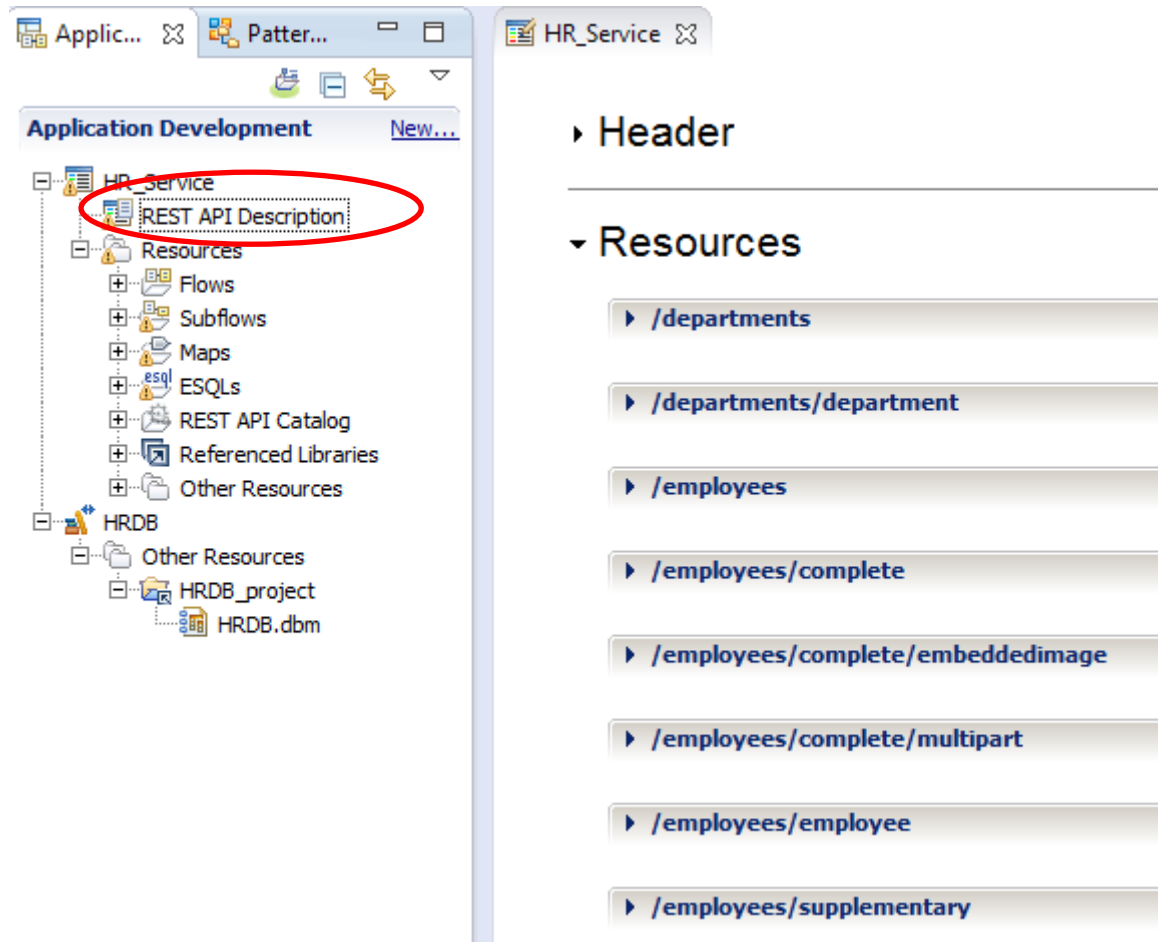 Applic...
Patter...
Application Development New...
HR_Service
REST API Description
Resources
Flows
Subflows
Maps
esql
ESQLs
REST API Catalog
Referenced Libraries
Other Resources
HRDB
Other Resources
HRDB_project
HRDB.dbm
HR_Service
Header
Resources
/departments
/departments/department
/employees
/employees/complete
/employees/complete/embeddedimage
/employees/complete/multipart
/employees/employee
/employees/supplementary